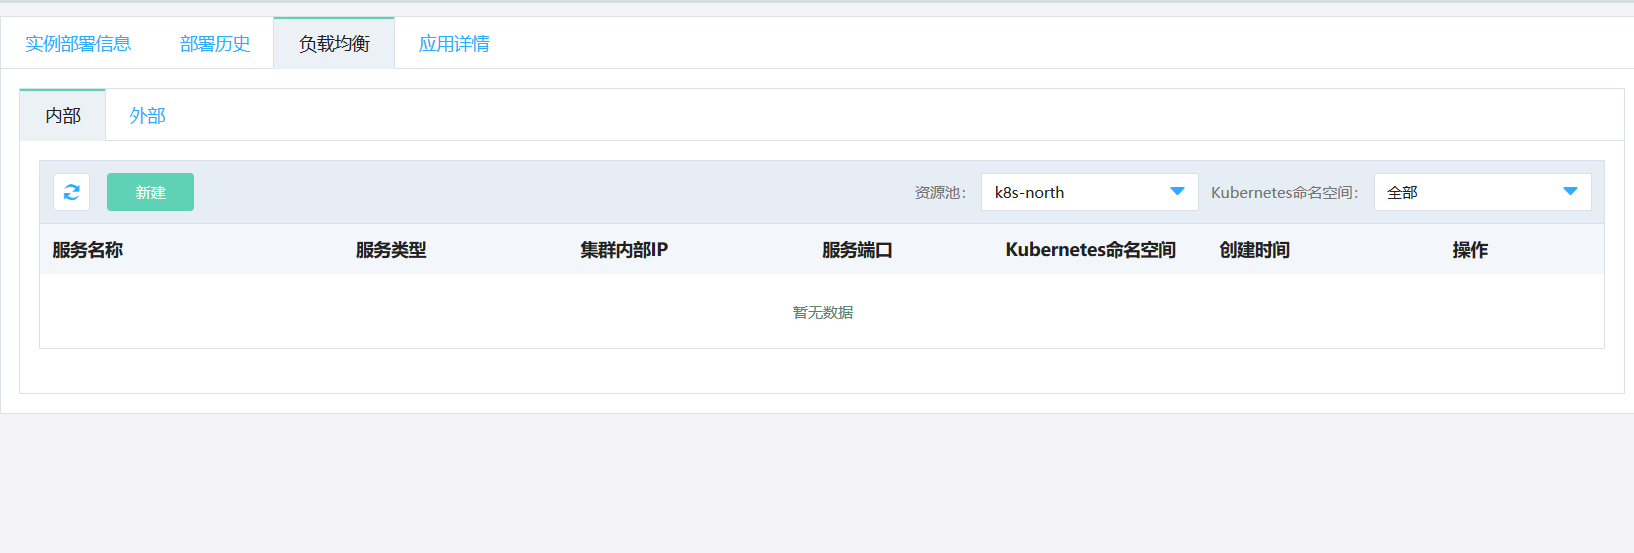 实例部署信息 部署历史 负载均衡 应用详情
内部 外部
新建 资源池： k8s-north Kubernetes命名空间： 全部
服务名称 服务类型 集群内部IP 服务端口 Kubernetes命名空间 创建时间 操作
暂无数据